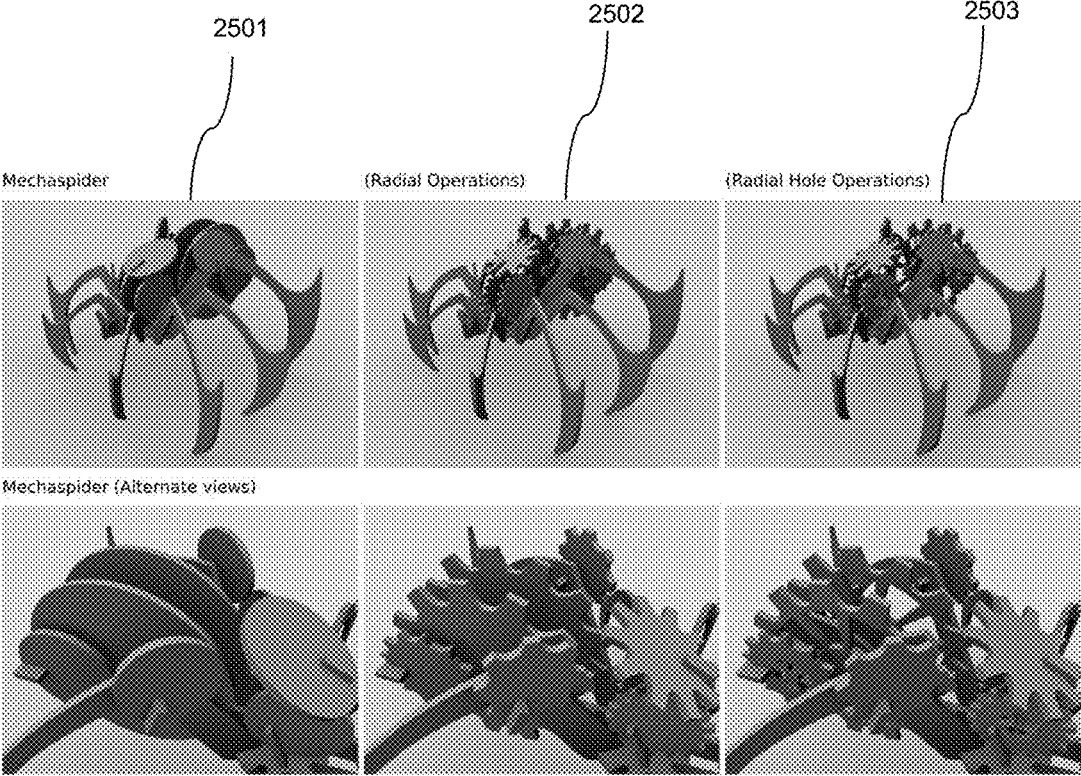 2501
2502
2503
Mechaspider
(Radial Operations)
(Radial Hole Operations)
Mechaspider (Alternate views)